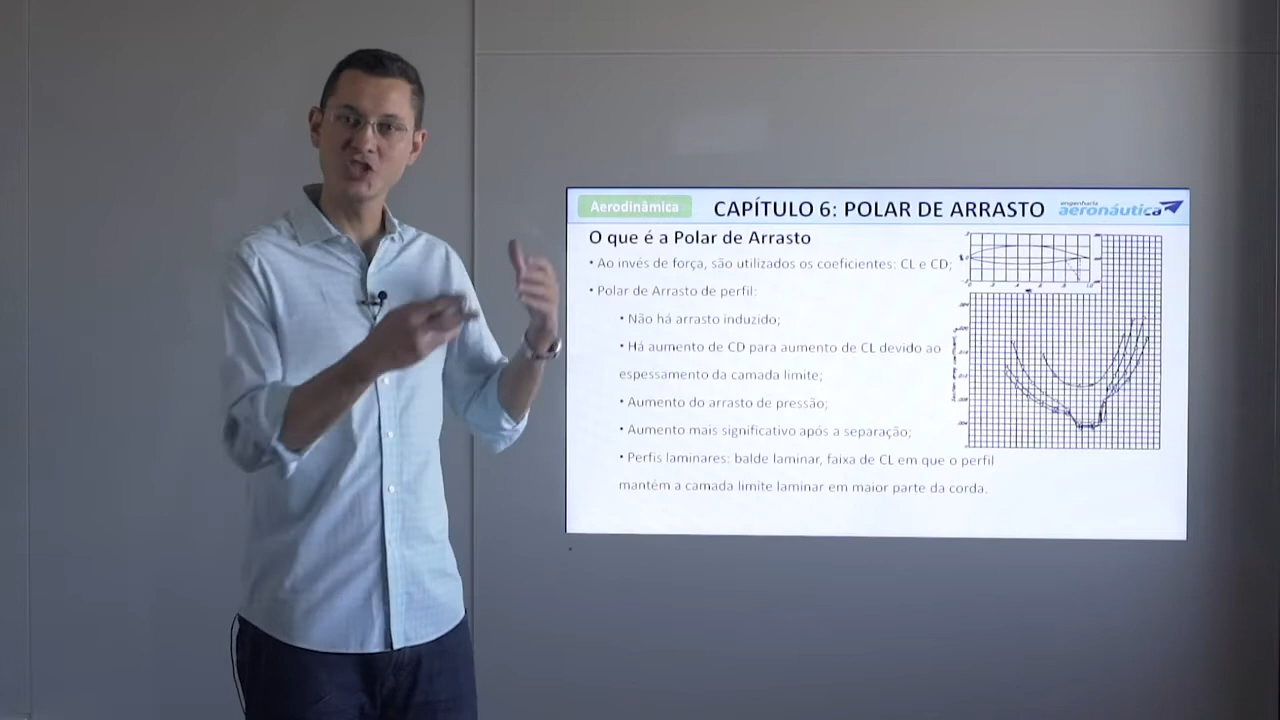 Aerodinâmica
CAPÍTULO 6: POLAR DE ARRASTO
engenharia
aeronáutica
O que é a Polar de Arrasto
• Ao invés de força, são utilizados os coeficientes: CL e CD;
• Polar de Arrasto de perfil:
• Não há arrasto induzido;
• Há aumento de CD para aumento de CL devido ao
espessamento da camada limite;
• Aumento do arrasto de pressão;
• Aumento mais significativo após a separação;
• Perfis laminares: balde laminar, faixa de CL em que o perfil
mantém a camada limite laminar em maior parte da corda.